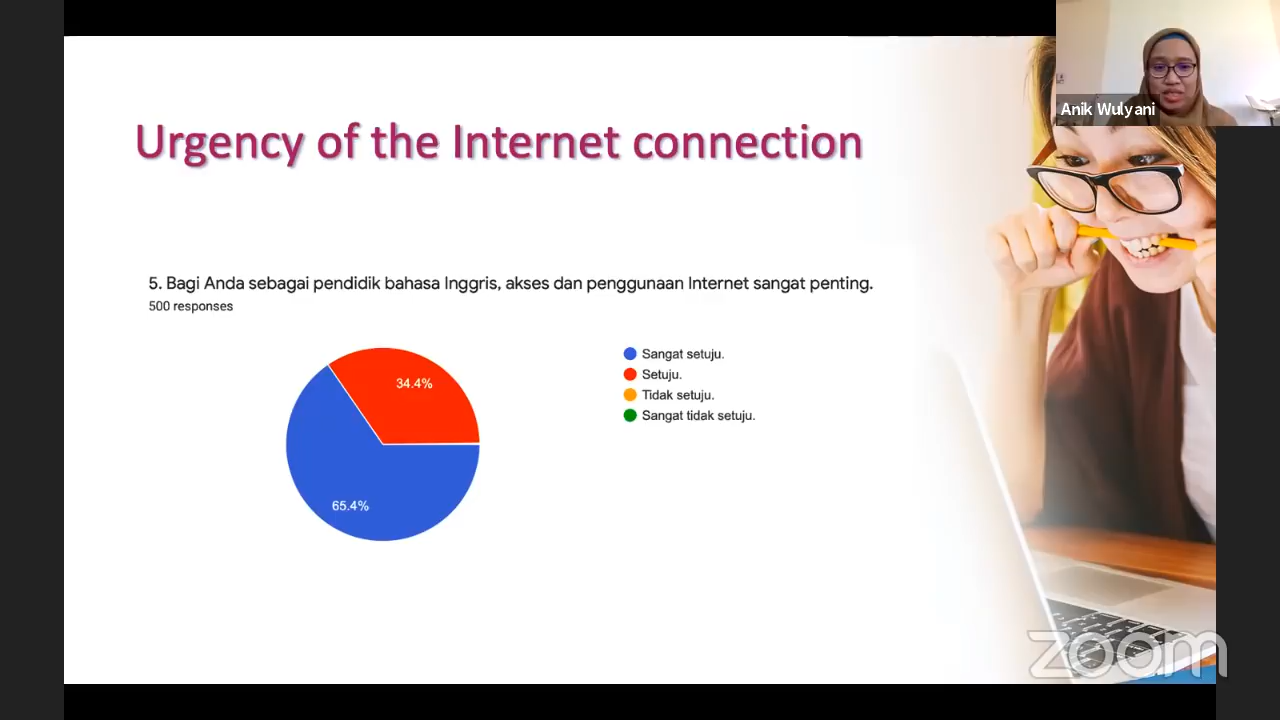 Anik Wulyani
Urgency of the Internet connection
5. Bagi Anda sebagai pendidik bahasa Inggris, akses dan penggunaan Internet sangat penting.
500 responses
34.4%
65.4%
Sangat setuju.
Setuju.
Tidak setuju.
Sangat tidak setuju.
zoom